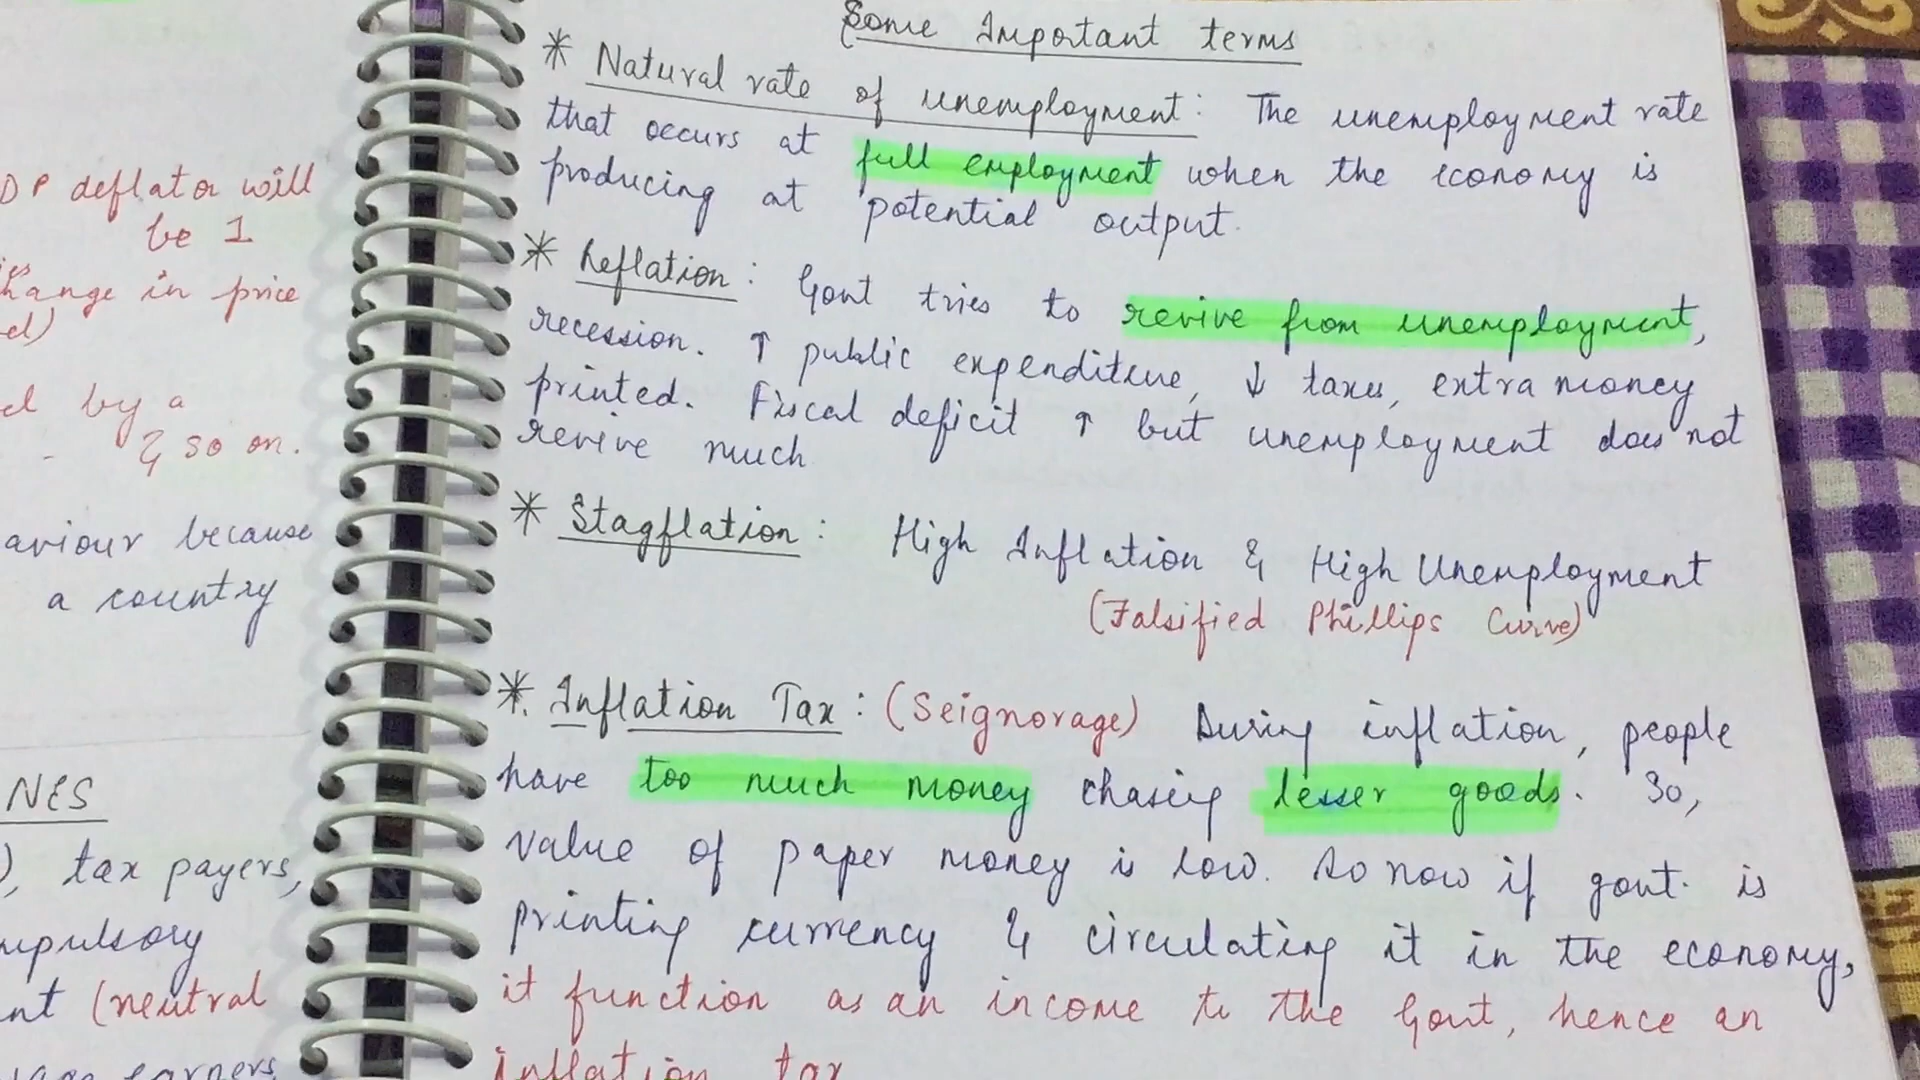 DP deflator will
be 1
hange in price
by a
& so on.
aviour because
a country
NES
), tax payers,
mpulsory
nt (neutral
earners
Some Important terms
* Natural rate of unemployment: The unemployment rate
that occurs at full employment when the economy is
producing at potential output.
* Reflation: Govt tries to revive from unemployment,
recession. ↑ public expenditure, ↓ taxes, extra money
printed. Fiscal deficit ↑ but unemployment does not
revive much
* Stagflation: High Inflation & High Unemployment
(Falsified Phillips Curve)
*. Inflation Tax: (Seignorage) During inflation, people
have too much money chasing lesser goods. So,
value of paper money is low. So now if govt. is
printing currency & circulating it in the economy,
it function as an income to the Govt, hence an
inflation tax